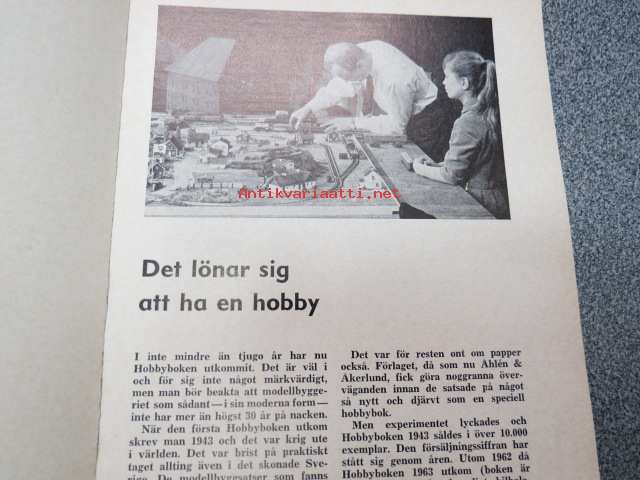 Antikvariaatti.net
Det lönar sig
att ha en hobby
I inte mindre än tjugo år har nu
Hobbyboken utkommit. Det är väl i
och för sig inte något märkvärdigt,
men man bör beakta att modellbygge-
riet som sådant — i sin moderna form —
inte har mer än högst 30 år på nacken.
När den första Hobbyboken utkom
skrev man 1943 och det var krig ute
i världen. Det var brist på praktiskt
taget allting även i det skonade Sve-
rige. De modellbyggsatser som fanns
Det var för resten ont om papper
också. Förlaget, då som nu Åhlén &
Åkerlund, fick göra noggranna över-
väganden innan de satsade på något
så nytt och djärvt som en speciell
hobbybok.
Men experimentet lyckades och
Hobbyboken 1943 såldes i över 10.000
exemplar. Den försäljningssiffran har
stått sig genom åren. Utom 1962 då
Hobbyboken 1963 utkom (boken är